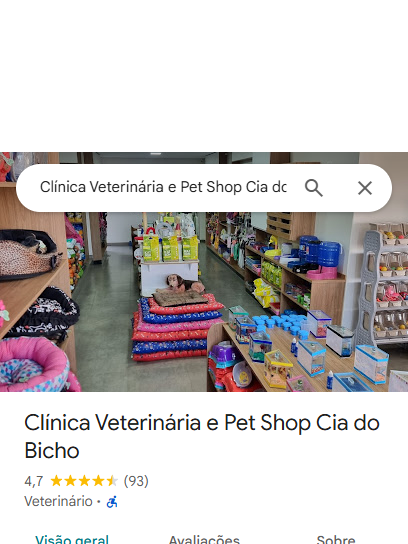 Clínica Veterinária e Pet Shop Cia do
Clínica Veterinária e Pet Shop Cia do
Bicho
4,7 (93)
Veterinário ·
Visão geral Avaliações Sobre